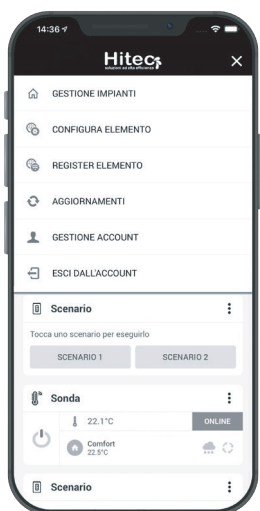 14:36
Hitec
soluzioni ad alta efficienza
GESTIONE IMPIANTI
CONFIGURA ELEMENTO
REGISTER ELEMENTO
AGGIORNAMENTI
GESTIONE ACCOUNT
ESCI DALL'ACCOUNT
Scenario
Tocca uno scenario per eseguirlo
SCENARIO 1 SCENARIO 2
Sonda
22.1°C ONLINE
Comfort
22.5°C
Scenario